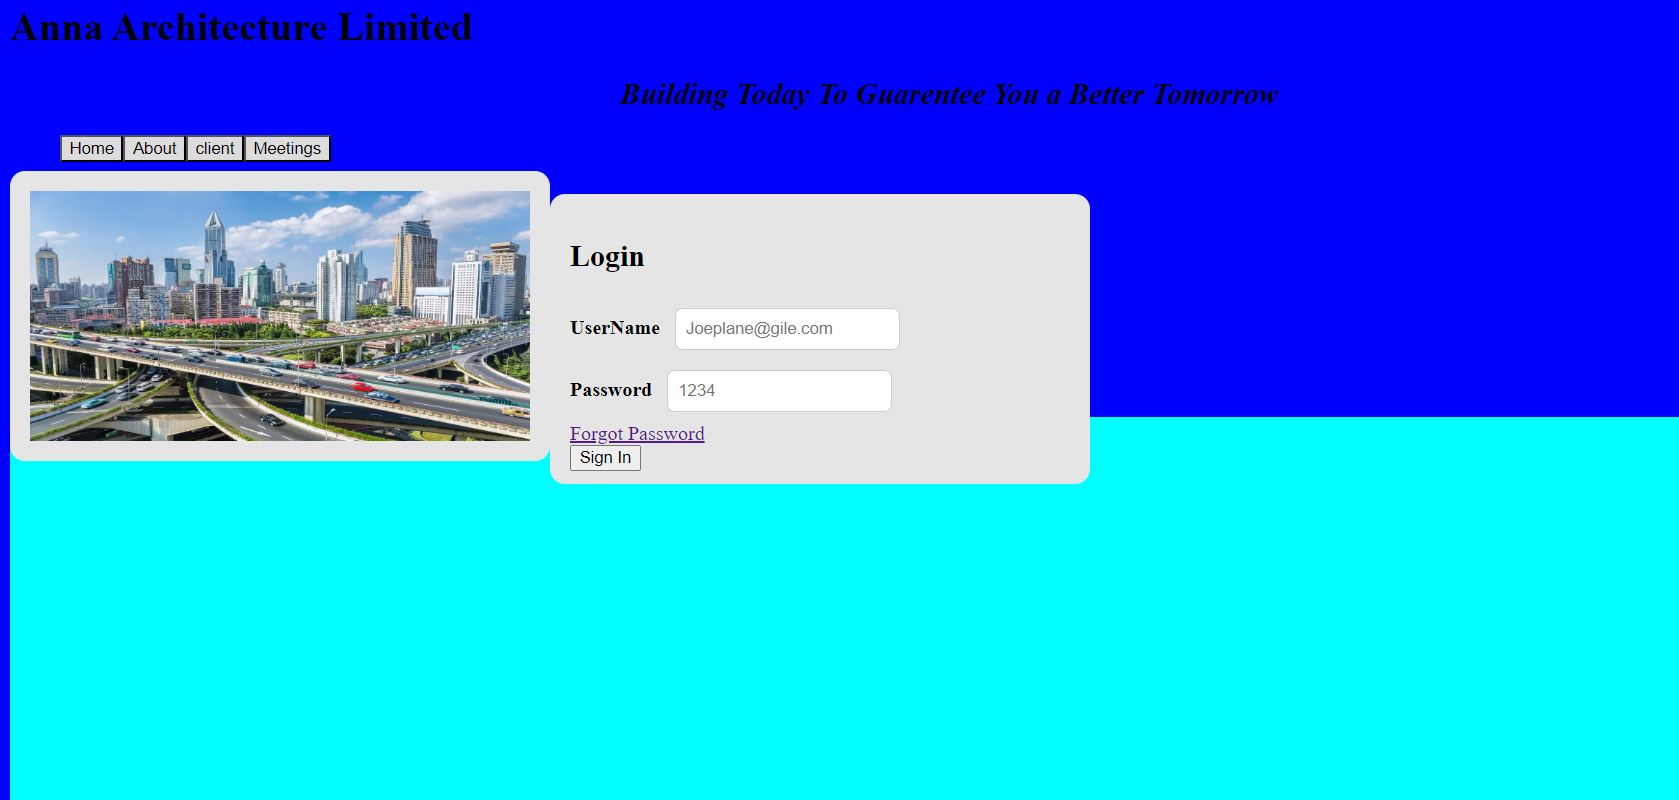 Anna Architecture Limited
Building Today To Guarentee You a Better Tomorrow
Home About client Meetings
Login
UserName Joeplane@gile.com
Password 1234
Forgot Password
Sign In